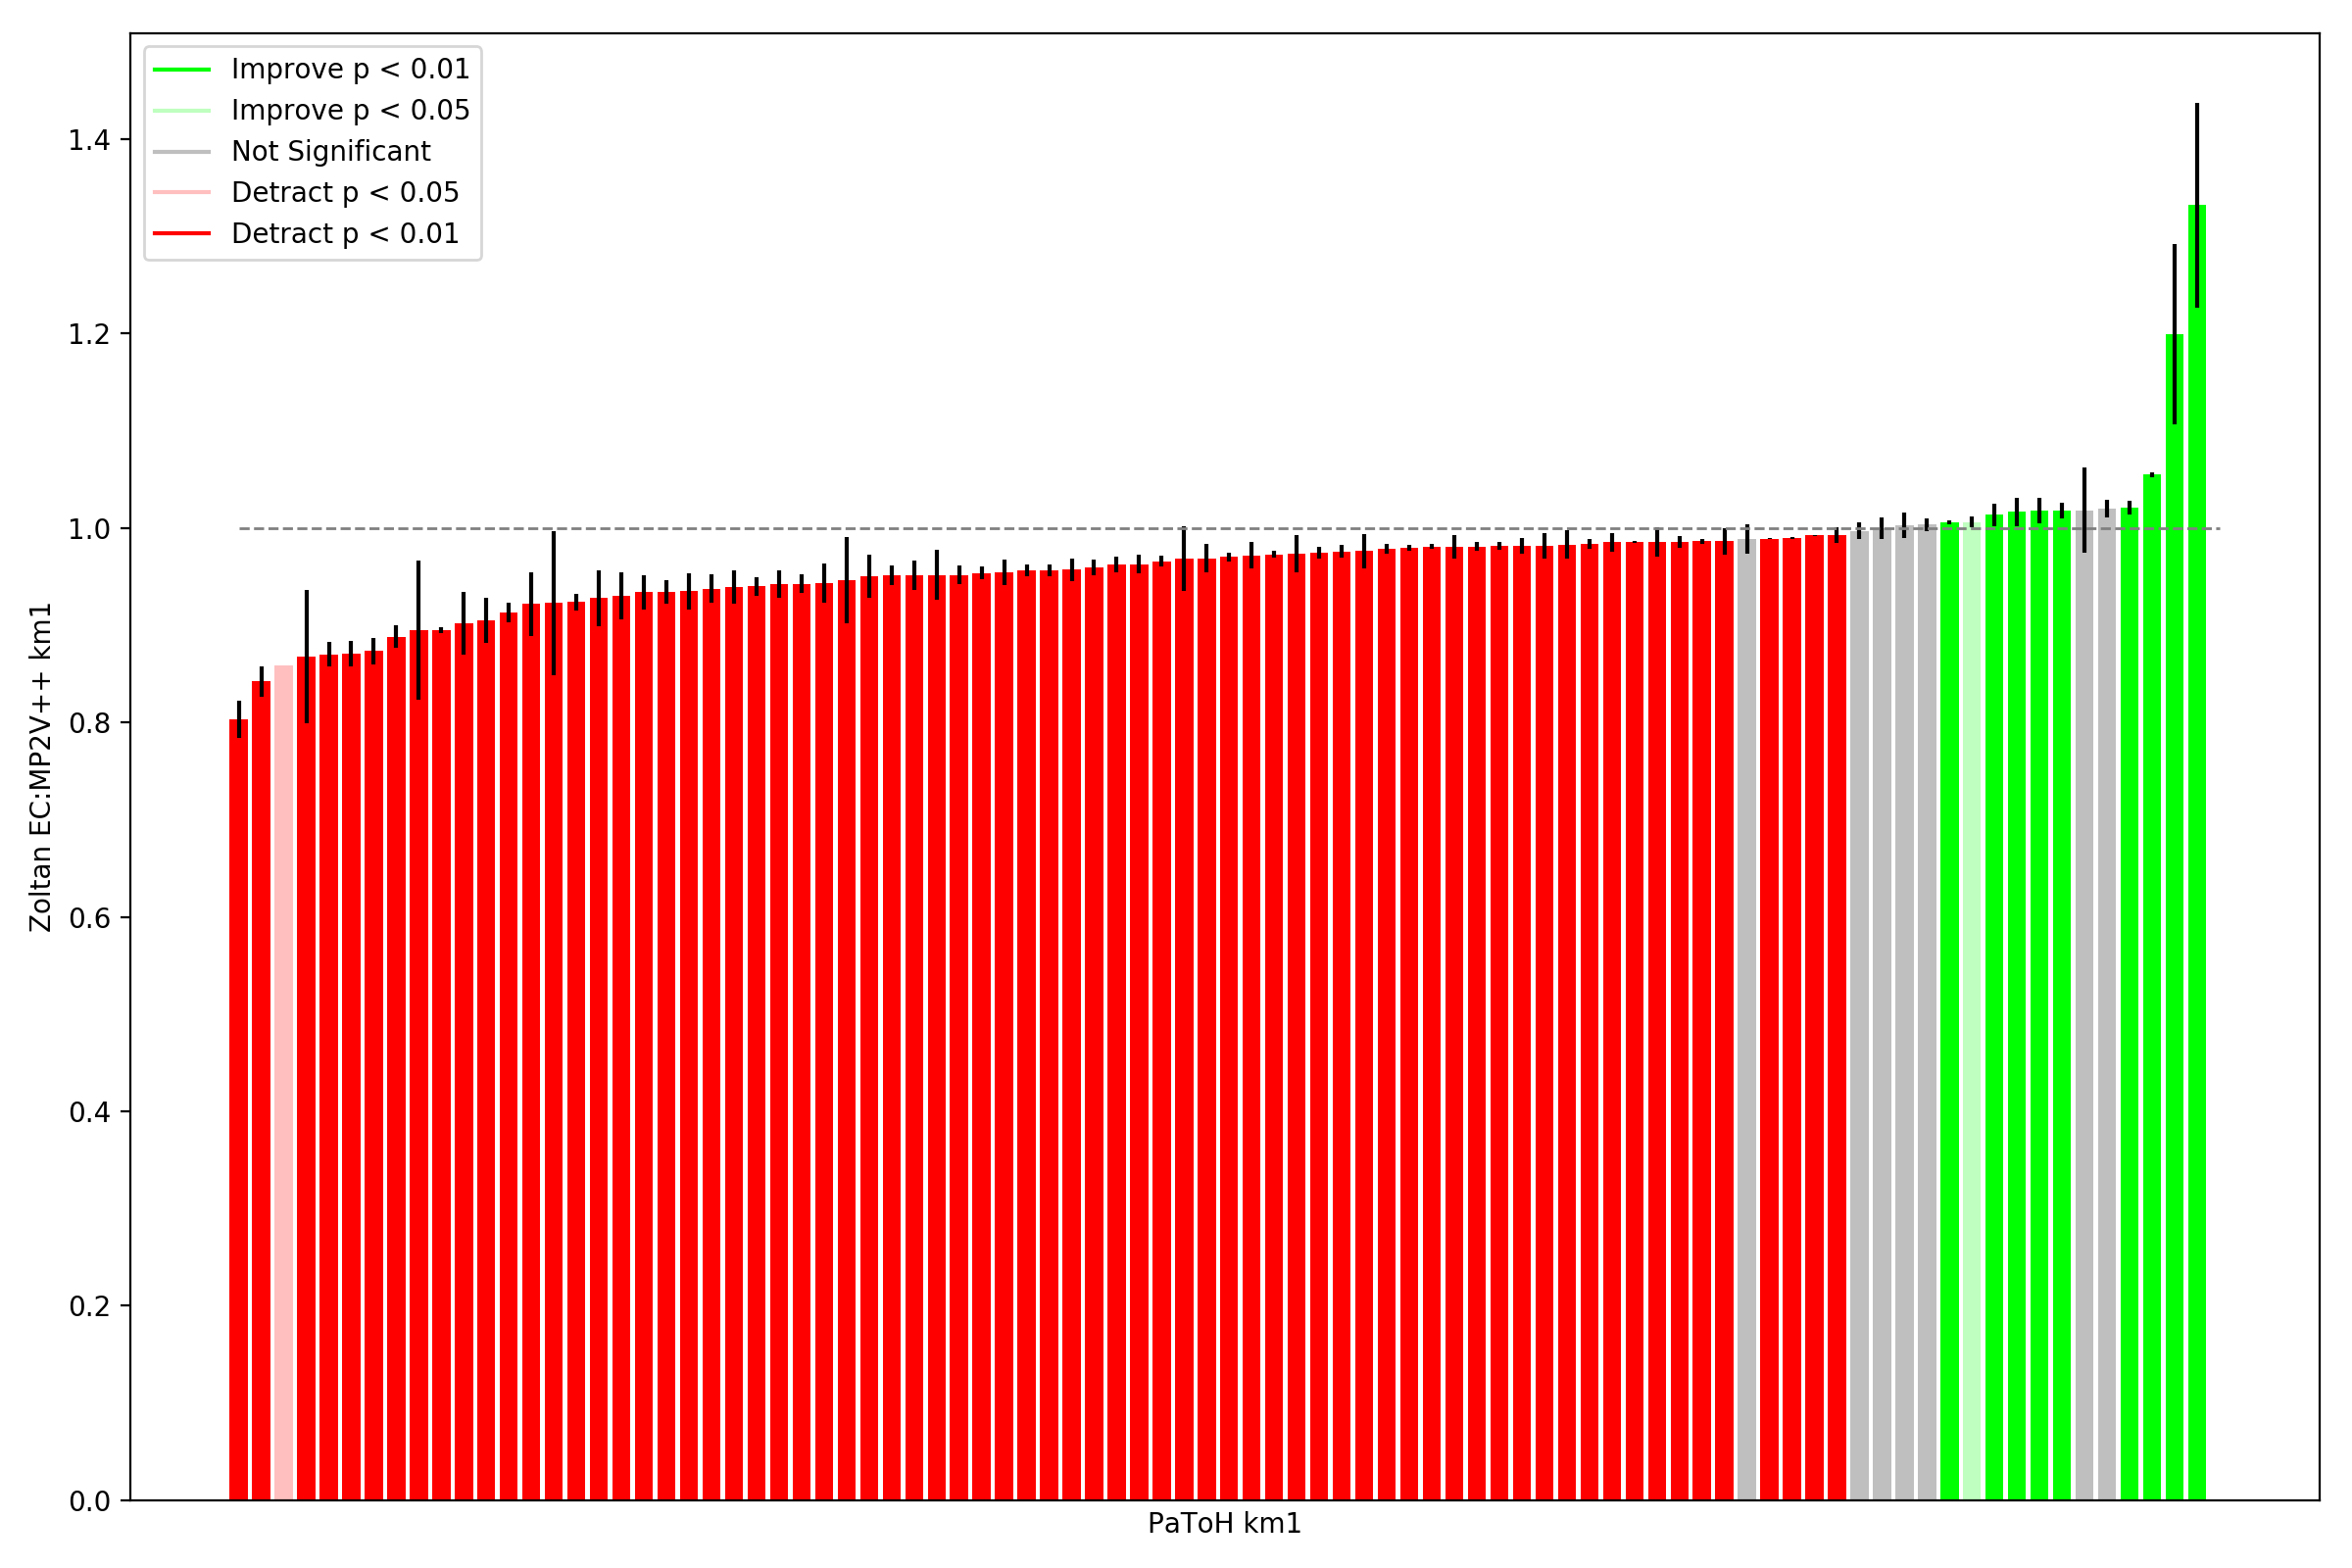 Improve p < 0.01
Improve p < 0.05
Not Significant
Detract p < 0.05
Detract p < 0.01
1.4
1.2
1.0
0.8
0.6
0.4
0.2
0.0
Zoltan EC:MP2V++ km1
PaToH km1